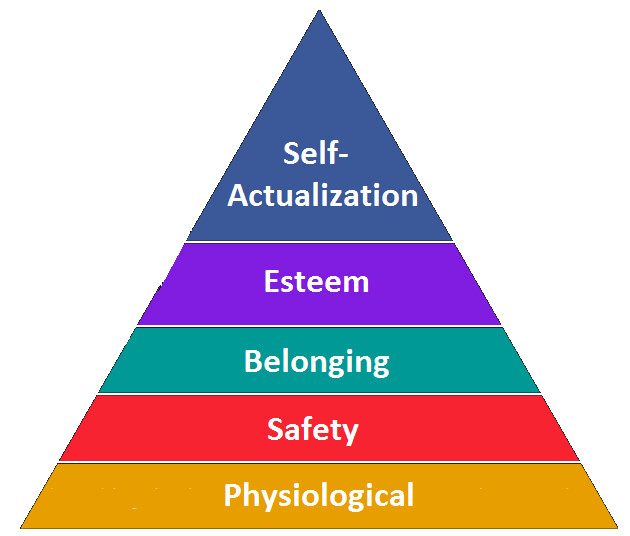 Self-
Actualization
Esteem
Belonging
Safety
Physiological